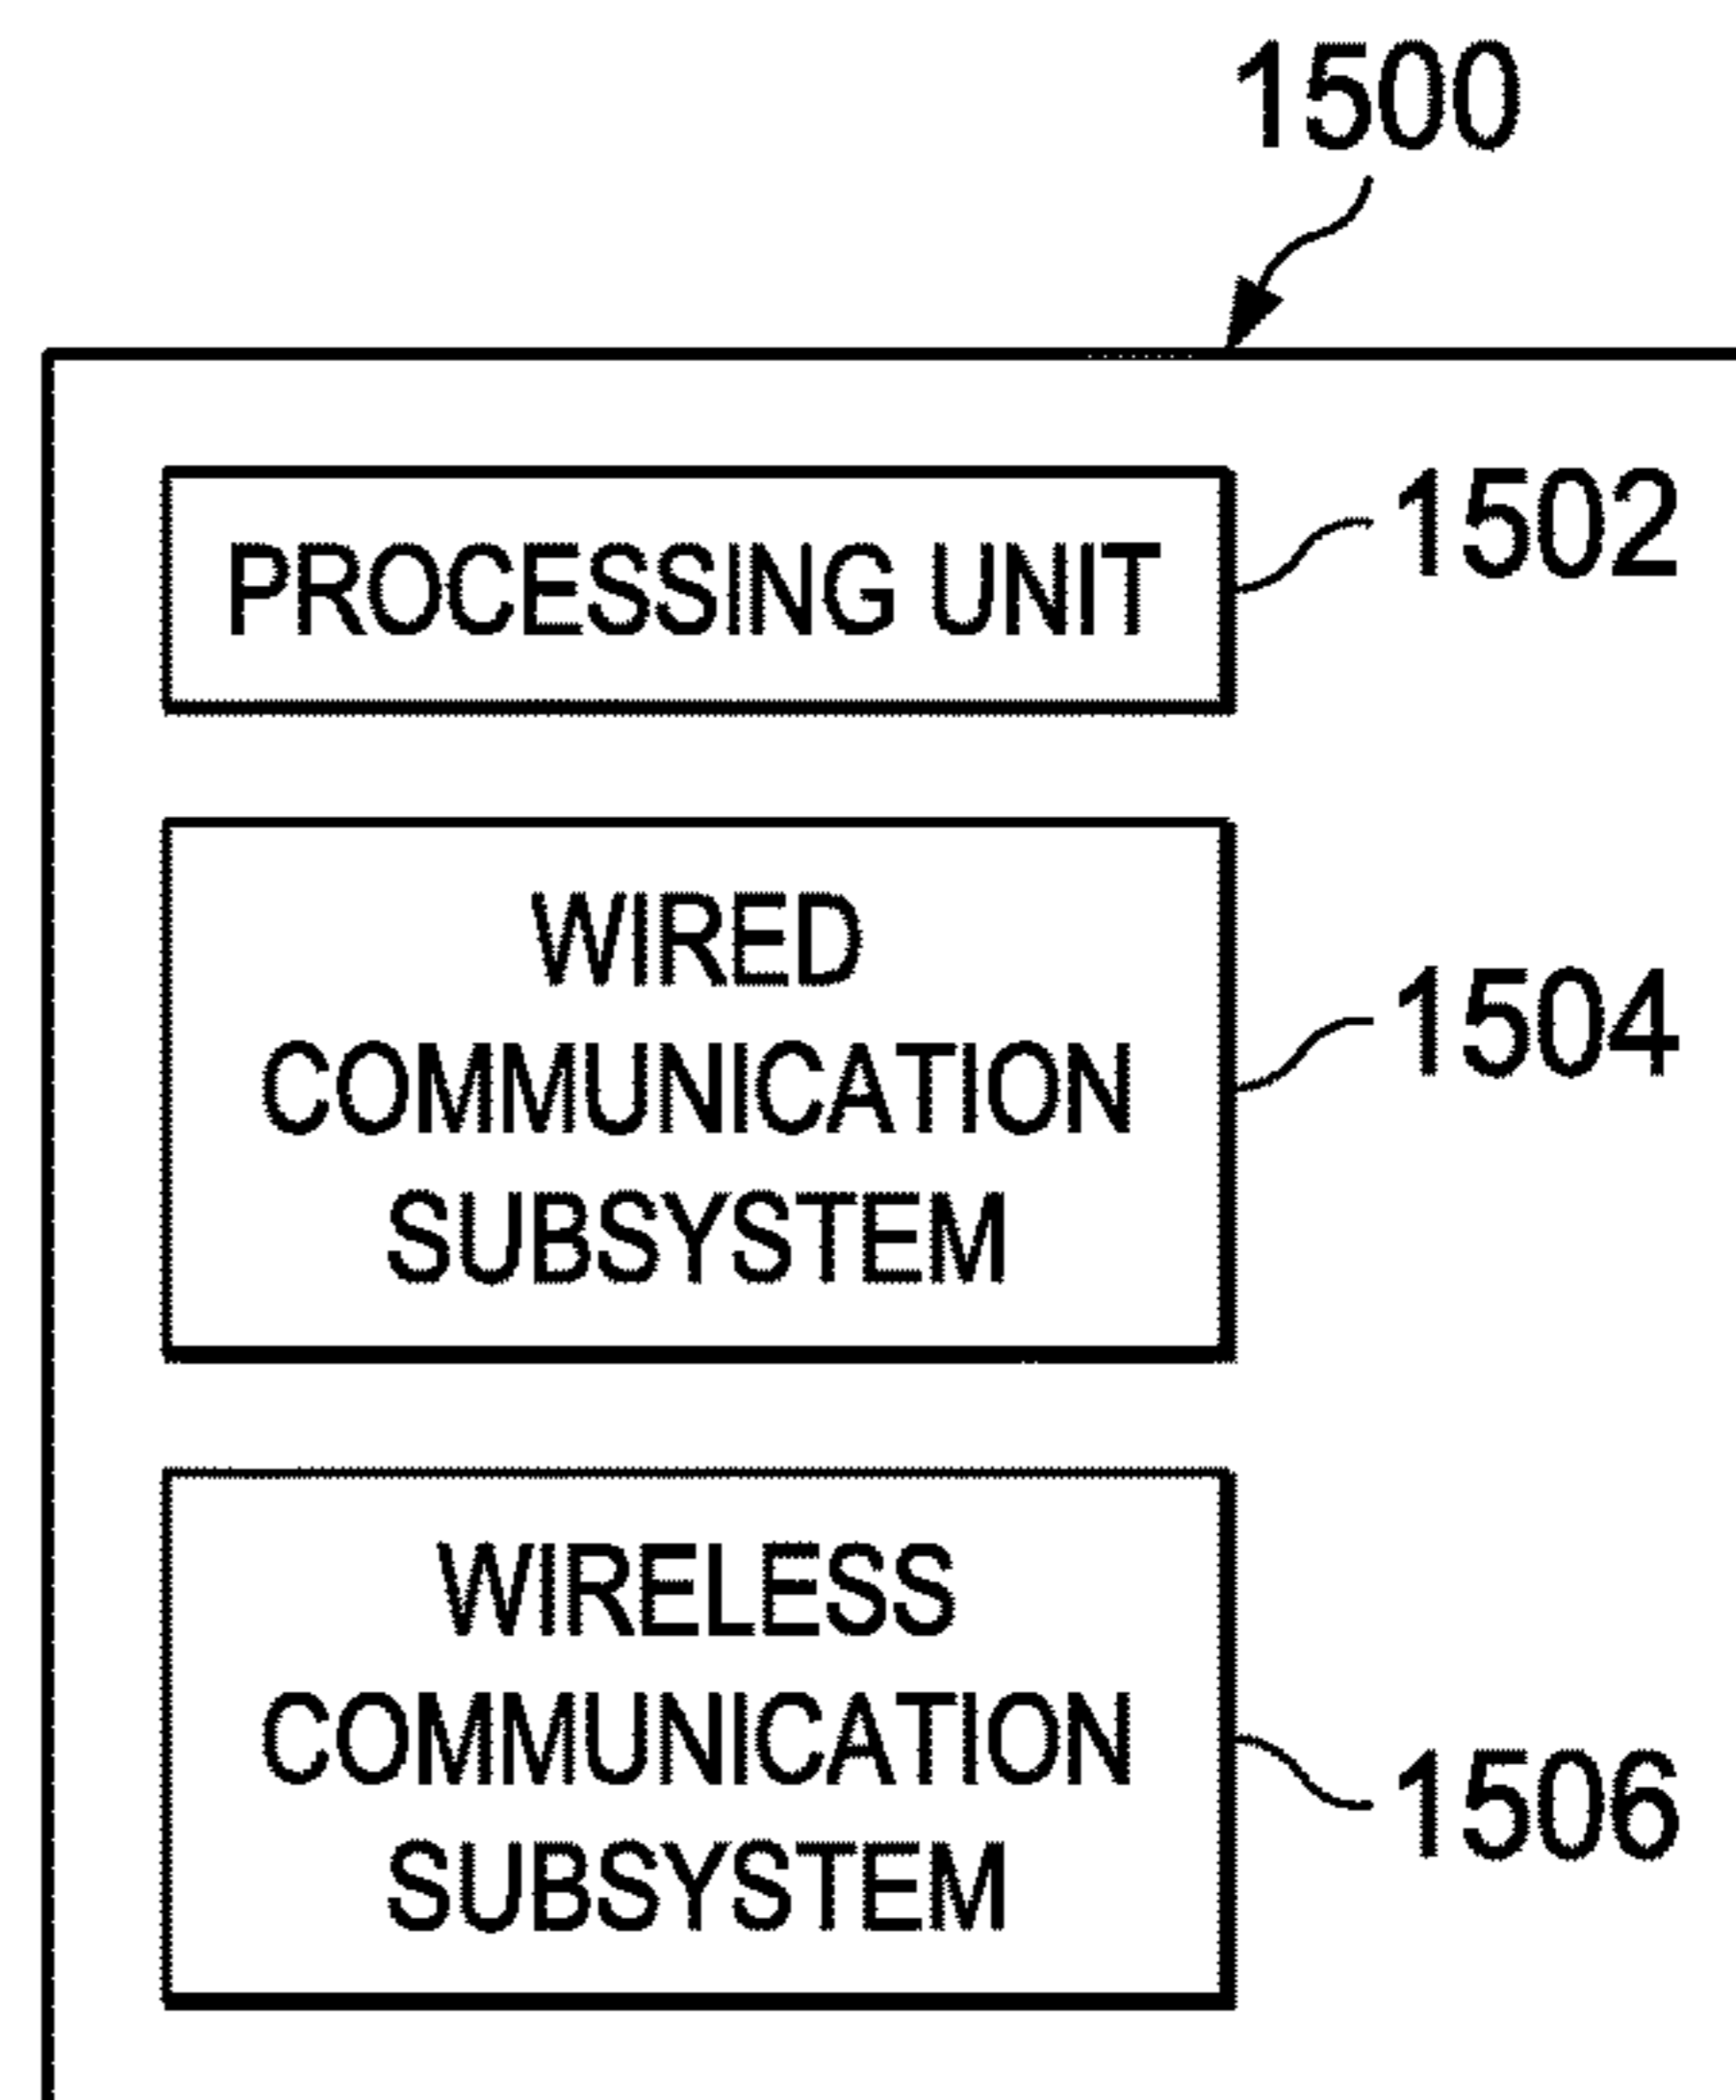 1500
PROCESSING UNIT
1502
WIRED
COMMUNICATION
SUBSYSTEM
1504
WIRELESS
COMMUNICATION
SUBSYSTEM
1506